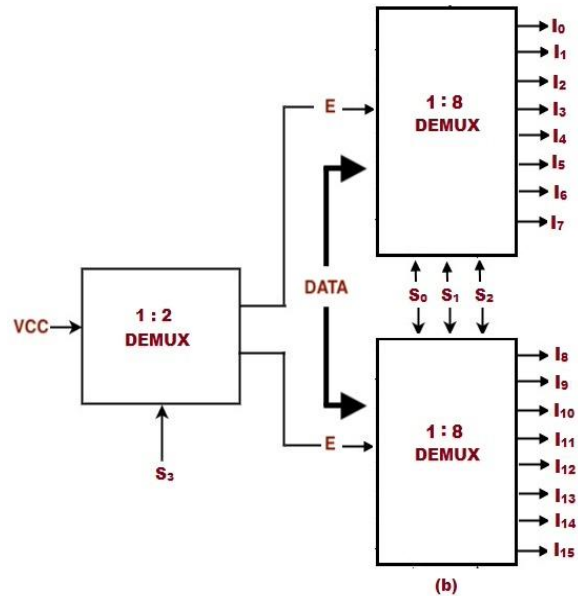 I0
I1
1 : 8
DEMUX
I2
I3
E
I4
I5
I6
I7
DATA
S0 S1 S2
1 : 2
DEMUX
VCC
S3
I8
I9
I10
1 : 8
DEMUX
I11
E
I12
I13
I14
I15
(b)